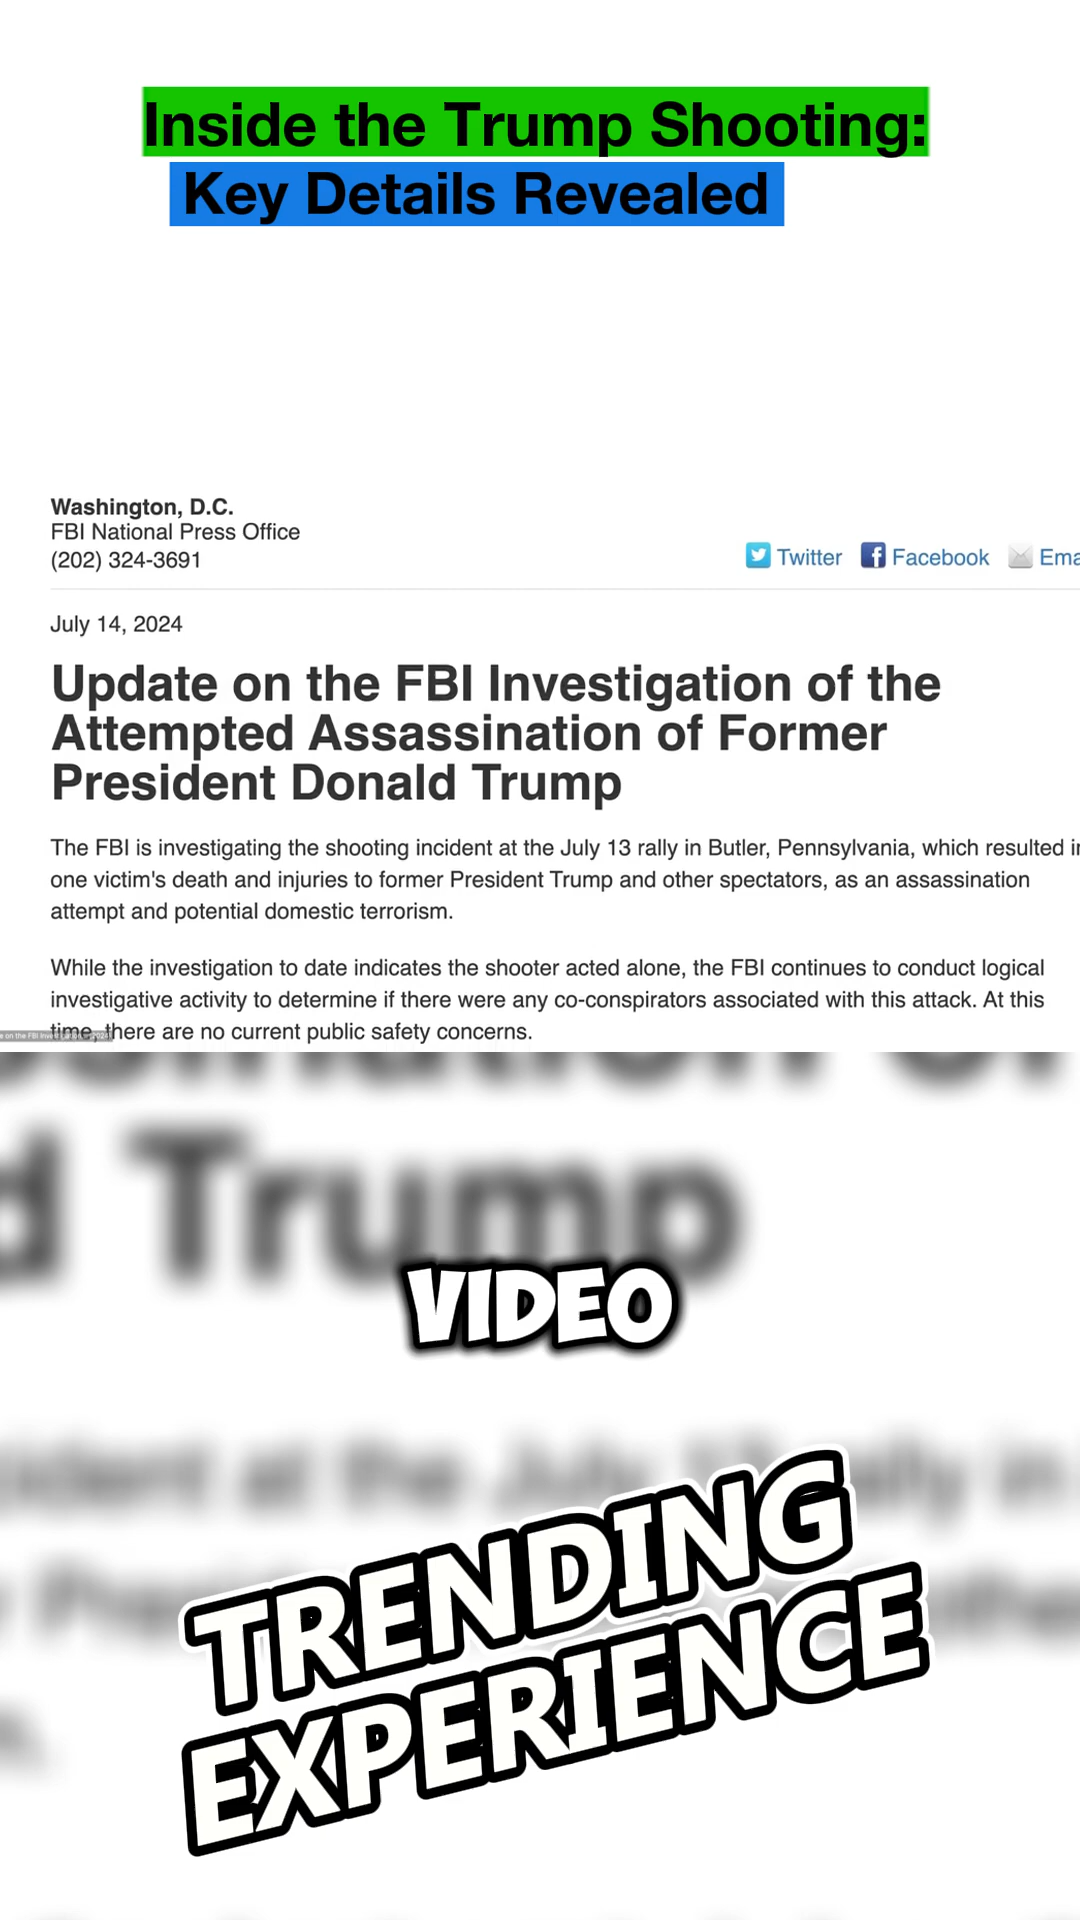 Inside the Trump Shooting:
Key Details Revealed
Washington, D.C.
FBI National Press Office
(202) 324-3691
Twitter Facebook Ema
July 14, 2024
Update on the FBI Investigation of the
Attempted Assassination of Former
President Donald Trump
The FBI is investigating the shooting incident at the July 13 rally in Butler, Pennsylvania, which resulted in
one victim's death and injuries to former President Trump and other spectators, as an assassination
attempt and potential domestic terrorism.
While the investigation to date indicates the shooter acted alone, the FBI continues to conduct logical
investigative activity to determine if there were any co-conspirators associated with this attack. At this
time, there are no current public safety concerns.
d Trump
VIDEO
TRENDING
EXPERIENCE